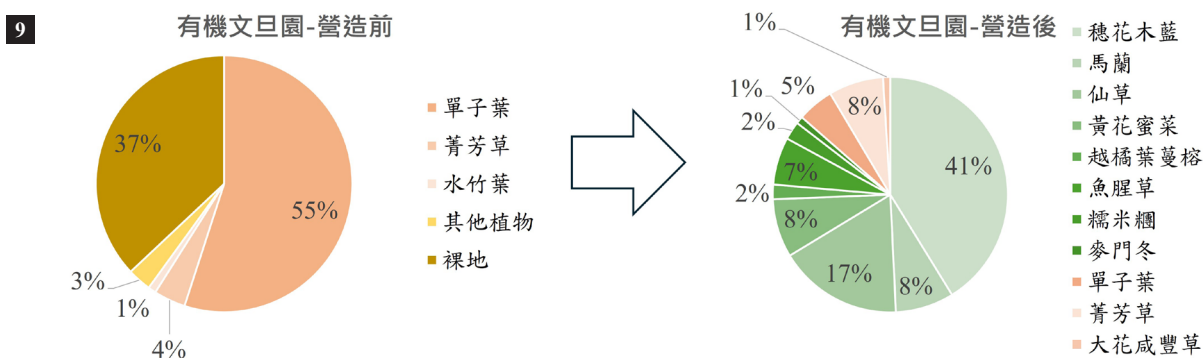 9
有機文旦園-營造前
37%
55%
3%
1%
4%
單子葉
菁芳草
水竹葉
其他植物
裸地
有機文旦園-營造後
1%
5%
8%
1%
2%
7%
2%
8%
17%
8%
41%
穗花木藍
馬蘭
仙草
黃花蜜菜
越橘葉蔓榕
魚腥草
糯米糰
麥門冬
單子葉
菁芳草
大花咸豐草